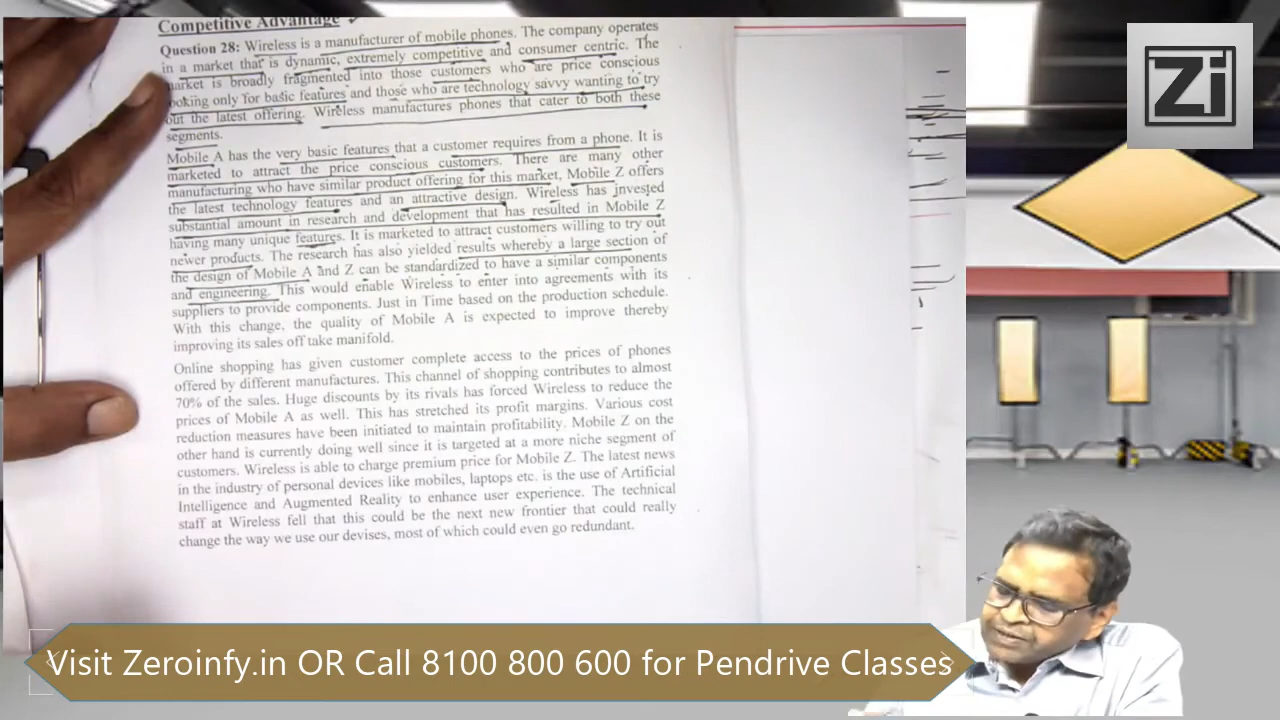 Competitive Advantage
Question 28: Wireless is a manufacturer of mobile phones. The company operates
in a market that is dynamic, extremely competitive and consumer centric. The
market is broadly fragmented into those customers who are price conscious
looking only for basic features and those who are technology savvy wanting to try
out the latest offering. Wireless manufactures phones that cater to both these
segments.
Mobile A has the very basic features that a customer requires from a phone. It is
marketed to attract the price conscious customers. There are many other
manufacturing who have similar product offering for this market, Mobile Z offers
the latest technology features and an attractive design. Wireless has invested
substantial amount in research and development that has resulted in Mobile Z
having many unique features. It is marketed to attract customers willing to try out
newer products. The research has also yielded results whereby a large section of
the design of Mobile A and Z can be standardized to have a similar components
and engineering. This would enable Wireless to enter into agreements with its
suppliers to provide components. Just in Time based on the production schedule.
With this change, the quality of Mobile A is expected to improve thereby
improving its sales off take manifold.
Online shopping has given customer complete access to the prices of phones
offered by different manufactures. This channel of shopping contributes to almost
70% of the sales. Huge discounts by its rivals has forced Wireless to reduce the
prices of Mobile A as well. This has stretched its profit margins. Various cost
reduction measures have been initiated to maintain profitability. Mobile Z on the
other hand is currently doing well since it is targeted at a more niche segment of
customers. Wireless is able to charge premium price for Mobile Z. The latest news
in the industry of personal devices like mobiles, laptops etc. is the use of Artificial
Intelligence and Augmented Reality to enhance user experience. The technical
staff at Wireless fell that this could be the next new frontier that could really
change the way we use our devises, most of which could even go redundant.
Zi
Visit Zeroinfy.in OR Call 8100 800 600 for Pendrive Classes